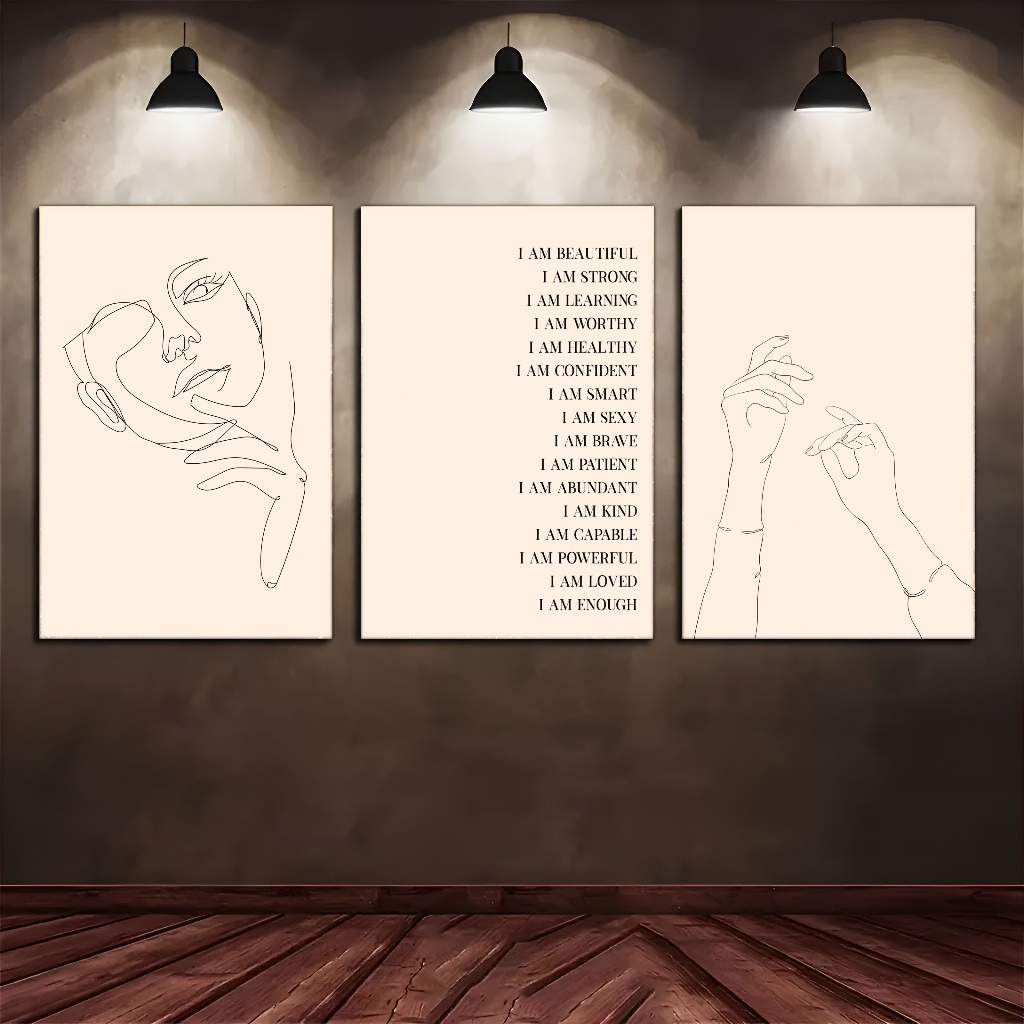 I AM BEAUTIFUL
I AM STRONG
I AM LEARNING
I AM WORTHY
I AM HEALTHY
I AM CONFIDENT
I AM SMART
I AM SEXY
I AM BRAVE
I AM PATIENT
I AM ABUNDANT
I AM KIND
I AM CAPABLE
I AM POWERFUL
I AM LOVED
I AM ENOUGH